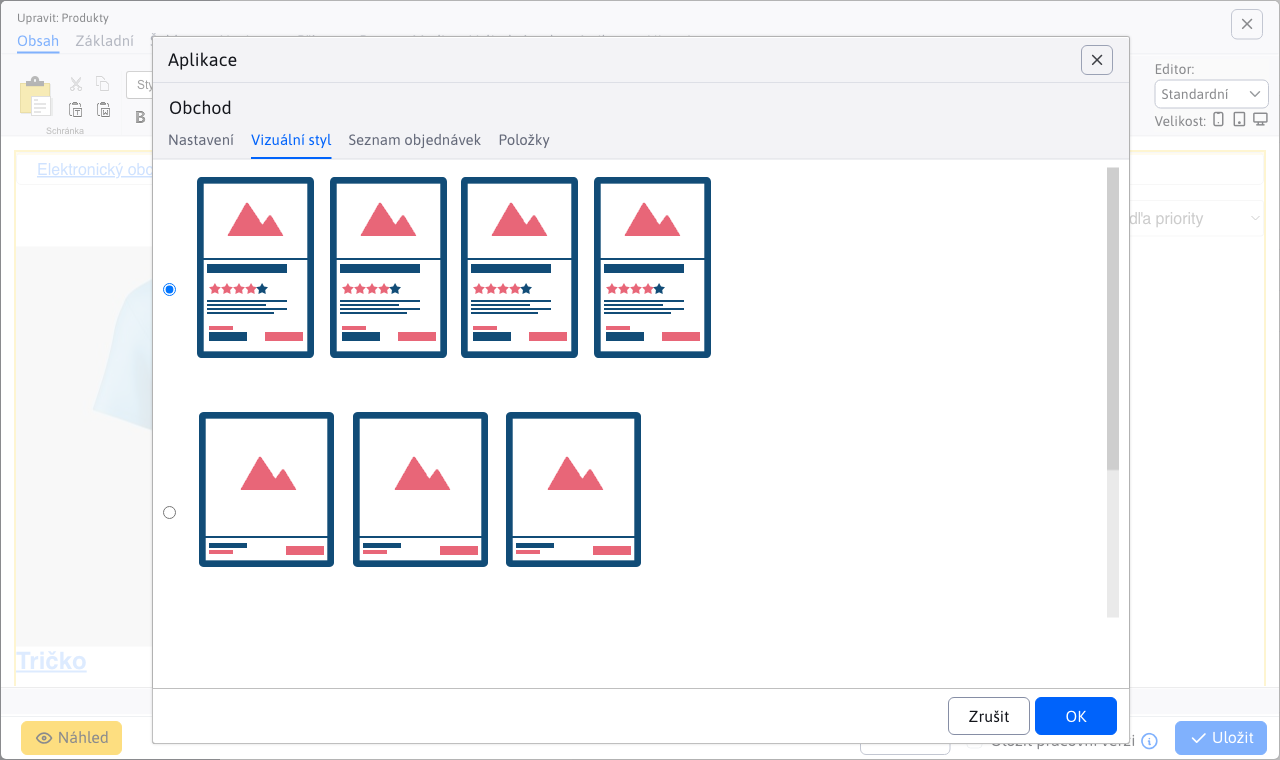 Upravit: Produkty
Obsah
Základní
Aplikace
Obchod
Nastavení
Vizuální styl
Seznam objednávek
Položky
Schránka
B
Editor:
Standardní
Velikost:
Elektronický
dľa priority
Tričko
Zrušit
OK
Náhled
Uložit pracovní verzi
Uložit